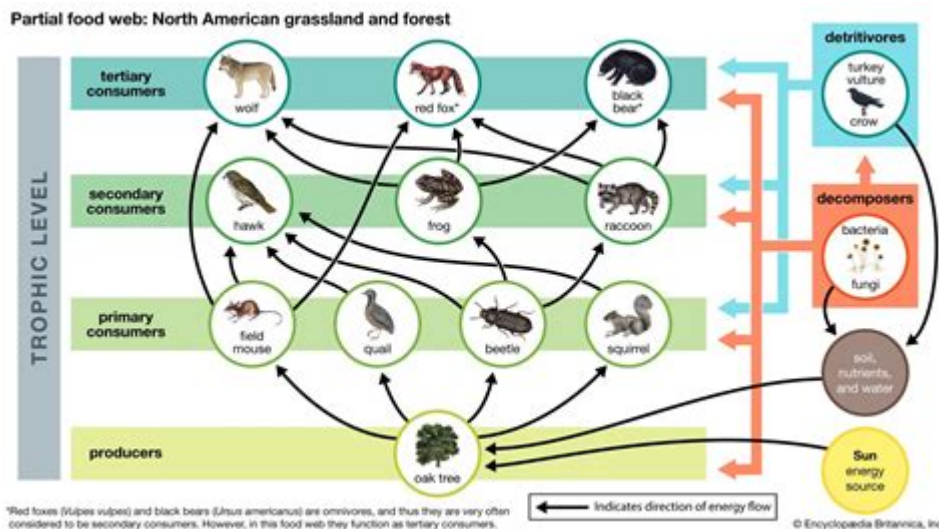 Partial food web: North American grassland and forest
TROPHIC LEVEL
tertiary
consumers
wolf
red fox*
black
bear*
secondary
consumers
hawk
frog
raccoon
primary
consumers
field
mouse
quail
beetle
squirrel
producers
oak tree
detritivores
turkey
vulture
crow
decomposers
bacteria
fungi
soil,
nutrients,
and water
Sun
energy
source
*Red foxes (Vulpes vulpes) and black bears (Ursus americanus) are omnivores, and thus they are very often
considered to be secondary consumers. However, in this food web they function as tertiary consumers.
Indicates direction of energy flow
© Encyclopædia Britannica,